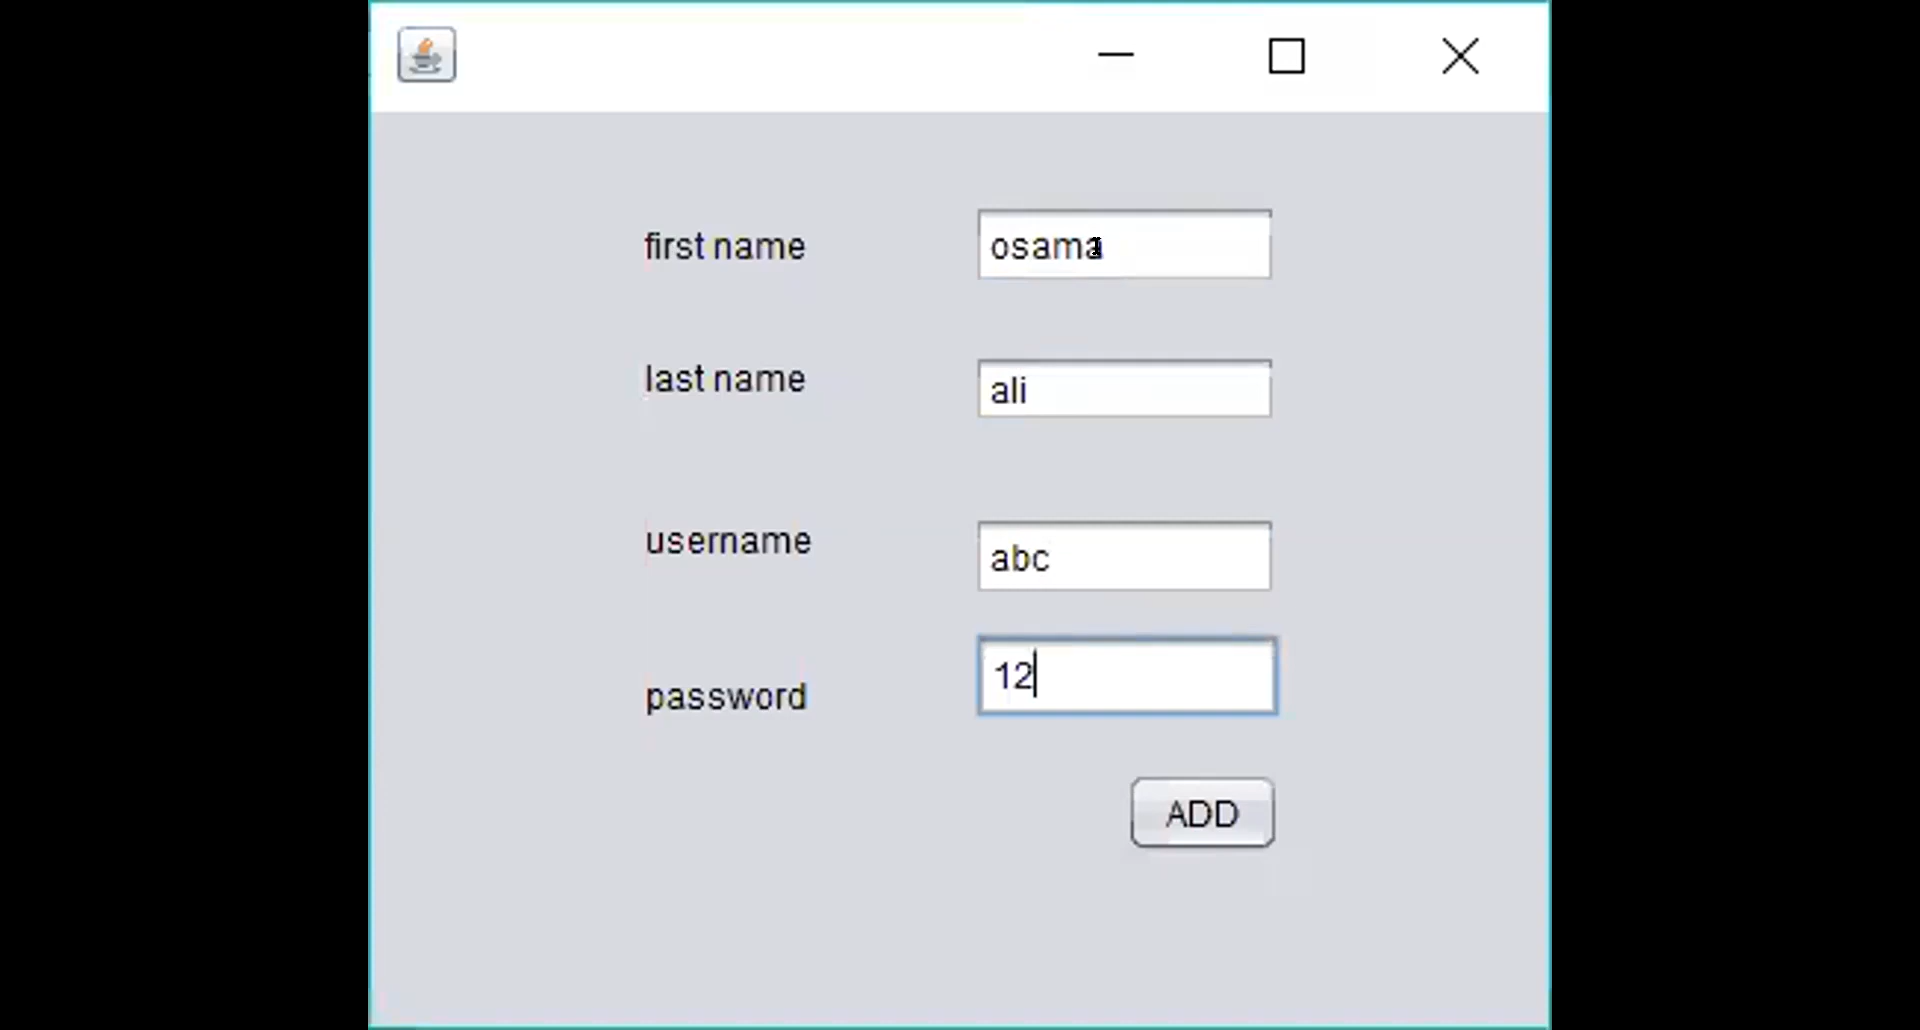 first name osama
last name ali
username abc
password 12
ADD